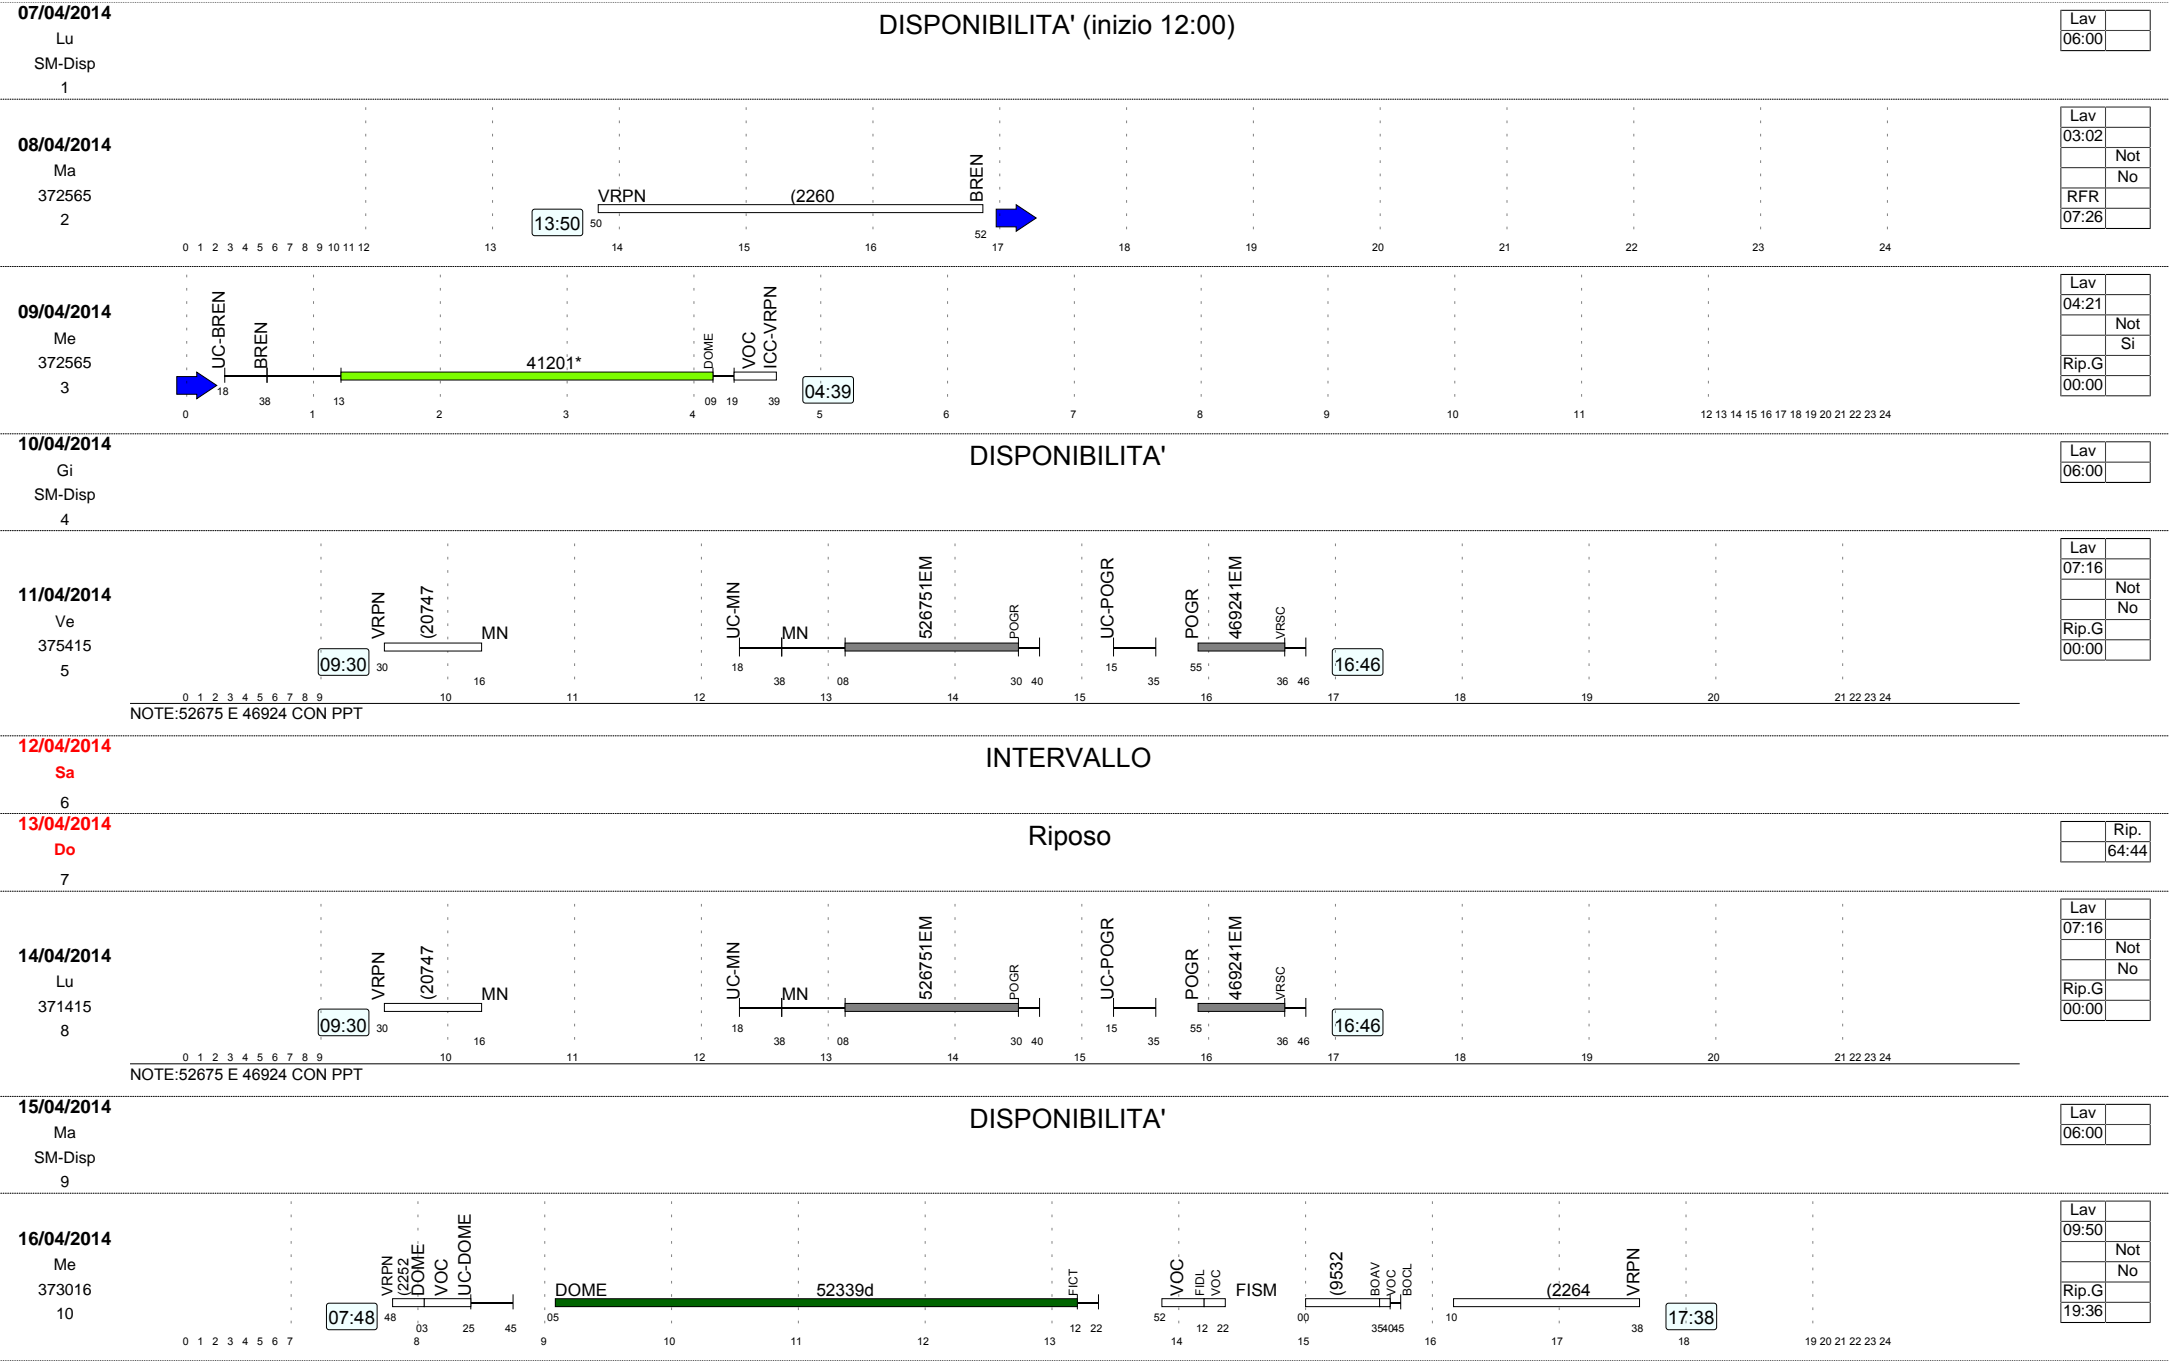 07/04/2014
Lu
SM-Disp
1
DISPONIBILITA' (inizio 12:00)
Lav
06:00
08/04/2014
Ma
372565
2
13:50
50
VRPN
(2260
BREN
52
0 1 2 3 4 5 6 7 8 9 10 11 12 13 14 15 16 17 18 19 20 21 22 23 24
Lav
03:02
Not
No
RFR
07:26
09/04/2014
Me
372565
3
UC-BREN
BREN
41201*
DOME
VOC
ICC-VRPN
18 38 13 09 19 39
04:39
0 1 2 3 4 5 6 7 8 9 10 11 12 13 14 15 16 17 18 19 20 21 22 23 24
Lav
04:21
Not
Si
Rip.G
00:00
10/04/2014
Gi
SM-Disp
4
DISPONIBILITA'
Lav
06:00
11/04/2014
Ve
375415
5
09:30
VRPN
(20747
MN
UC-MN
MN
526751EM
POGR
UC-POGR
POGR
469241EM
VRSC
30 16 18 38 08 30 40 15 35 55 36 46
16:46
0 1 2 3 4 5 6 7 8 9 10 11 12 13 14 15 16 17 18 19 20 21 22 23 24
NOTE:52675 E 46924 CON PPT
Lav
07:16
Not
No
Rip.G
00:00
12/04/2014
Sa
6
INTERVALLO
13/04/2014
Do
7
Riposo
Rip.
64:44
14/04/2014
Lu
371415
8
09:30
VRPN
(20747
MN
UC-MN
MN
526751EM
POGR
UC-POGR
POGR
469241EM
VRSC
30 16 18 38 08 30 40 15 35 55 36 46
16:46
0 1 2 3 4 5 6 7 8 9 10 11 12 13 14 15 16 17 18 19 20 21 22 23 24
NOTE:52675 E 46924 CON PPT
Lav
07:16
Not
No
Rip.G
00:00
15/04/2014
Ma
SM-Disp
9
DISPONIBILITA'
Lav
06:00
16/04/2014
Me
373016
10
07:48
VRPN
(2252
DOME
VOC
UC-DOME
DOME
52339d
FICT
VOC
FIDL
VOC
FISM
(9532
BOAV
VOC
BOCL
(2264
VRPN
48 03 25 45 05 12 22 52 12 22 00 35 40 45 10 38
17:38
0 1 2 3 4 5 6 7 8 9 10 11 12 13 14 15 16 17 18 19 20 21 22 23 24
Lav
09:50
Not
No
Rip.G
19:36